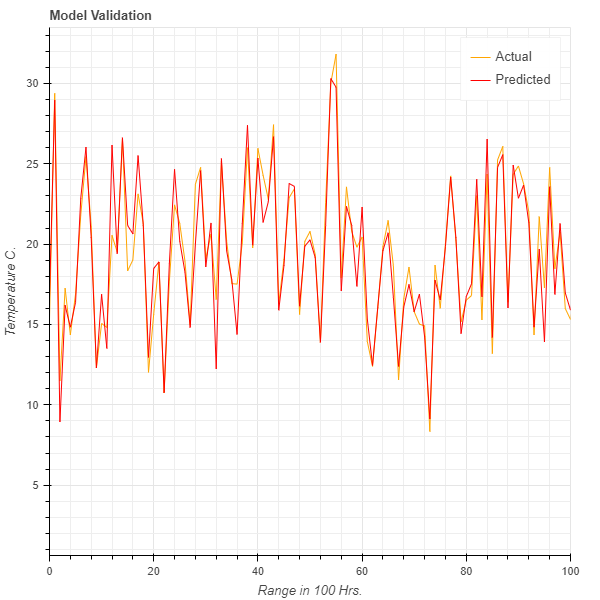 Model Validation
Actual
Predicted
30
25
20
15
10
5
Temperature C.
0 20 40 60 80 100
Range in 100 Hrs.